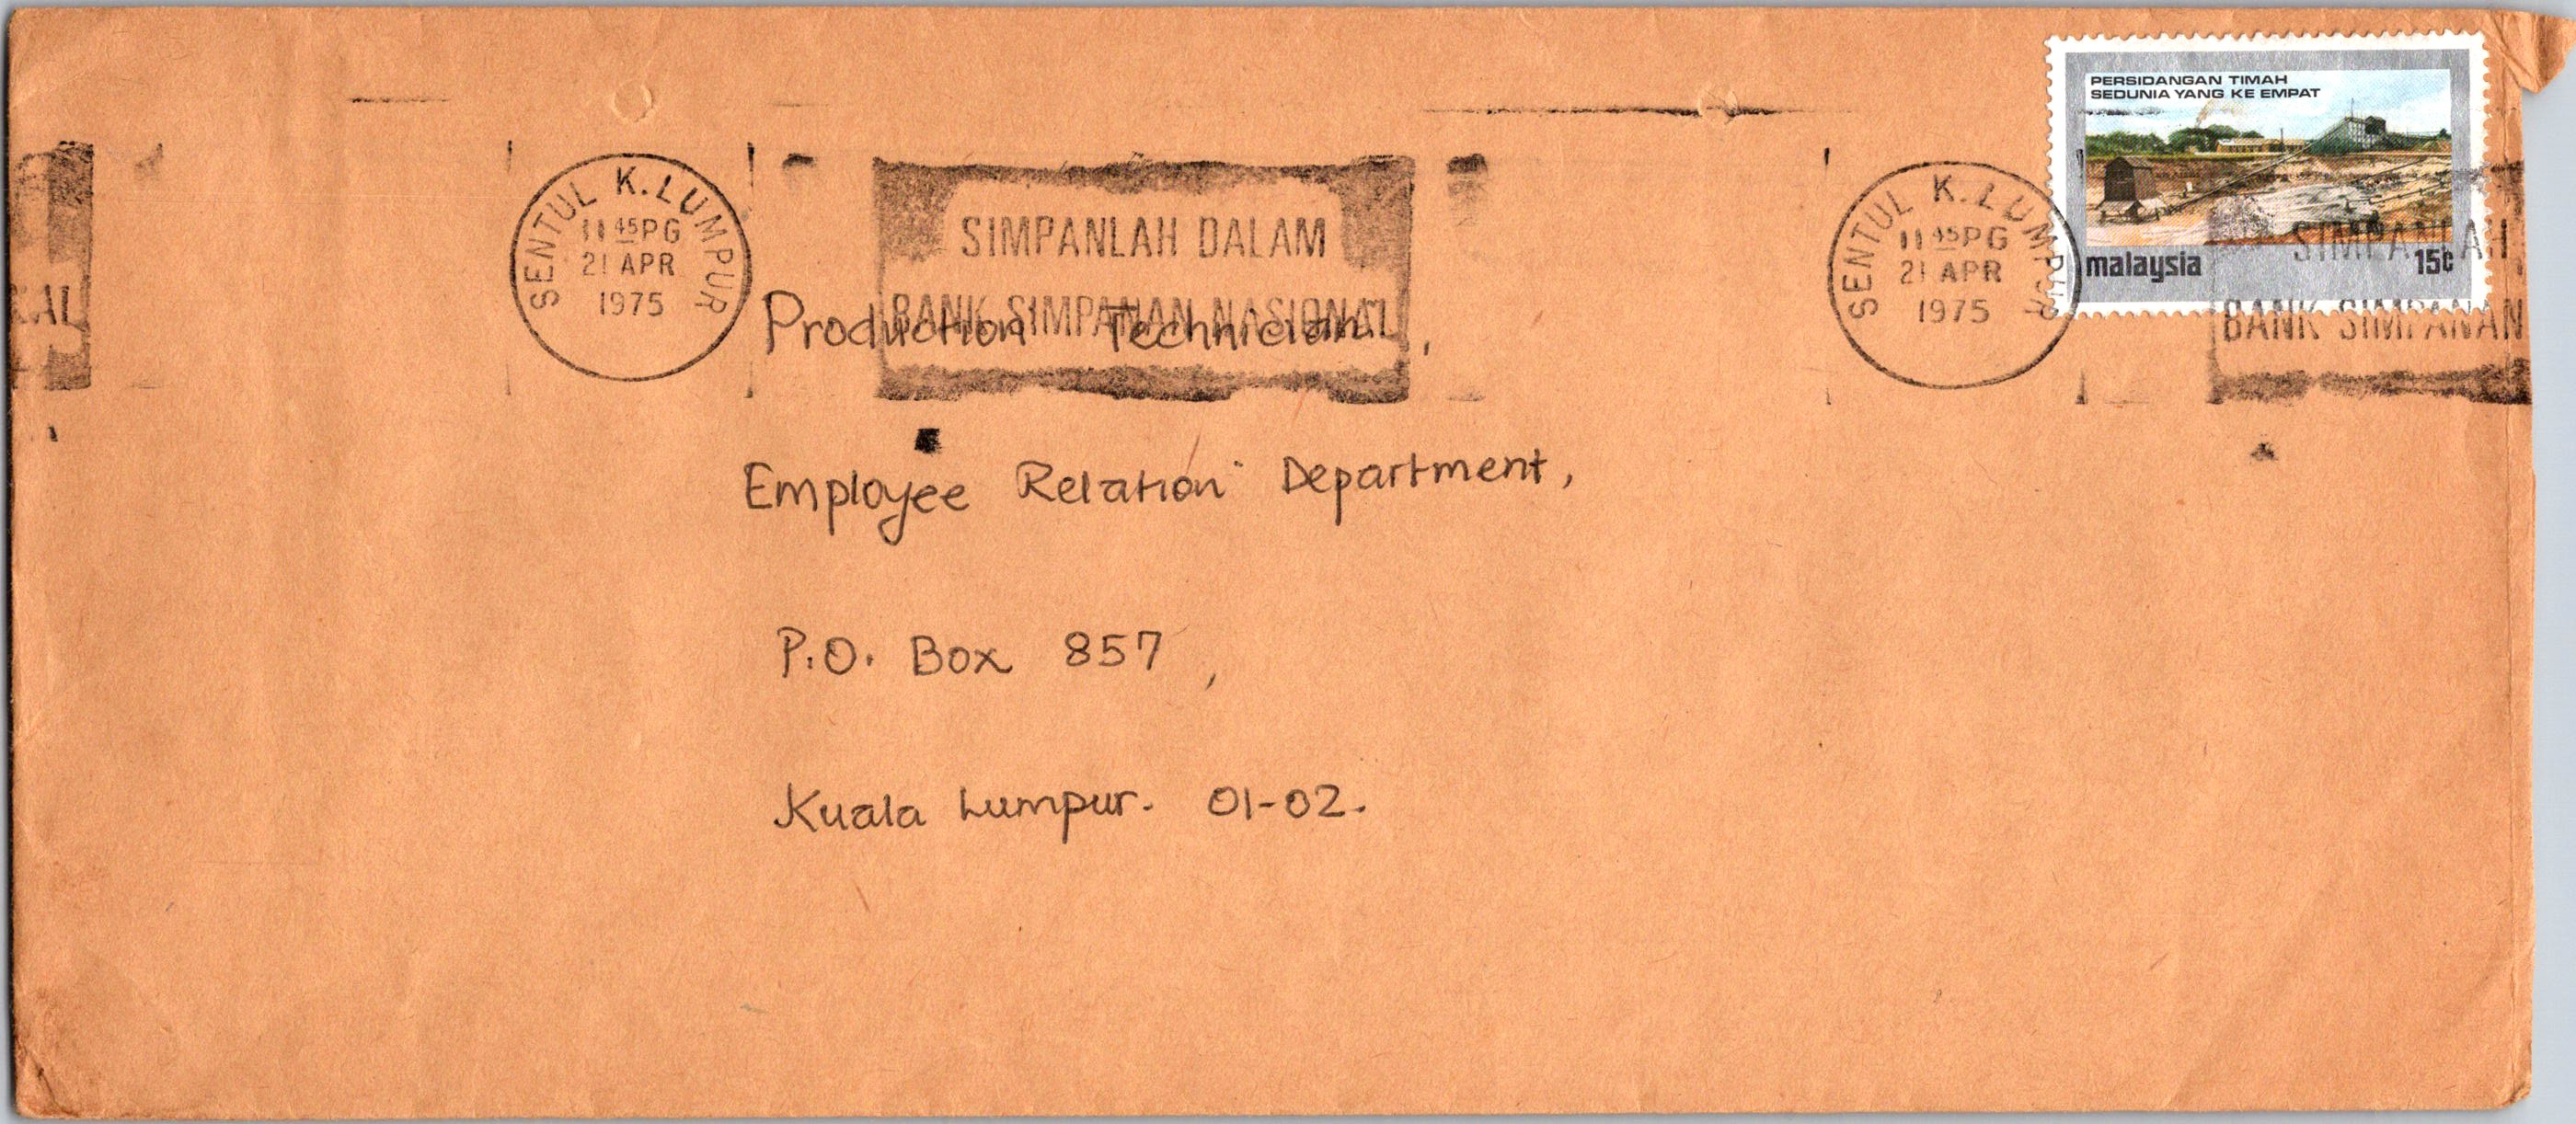 PERSIDANGAN TIMAH
SEDUNIA YANG KE EMPAT
malaysia 15¢
SENTUL K. LUMPUR
11 45 PG
21 APR
1975
SIMPANLAH DALAM
BANK SIMPANAN NASIONAL
SENTUL K. LUMPUR
11 45 PG
21 APR
1975
SIMPANLAH
BANK SIMPANAN
Production Technician,
Employee Relation Department,
P.O. Box 857,
Kuala Lumpur. 01-02.